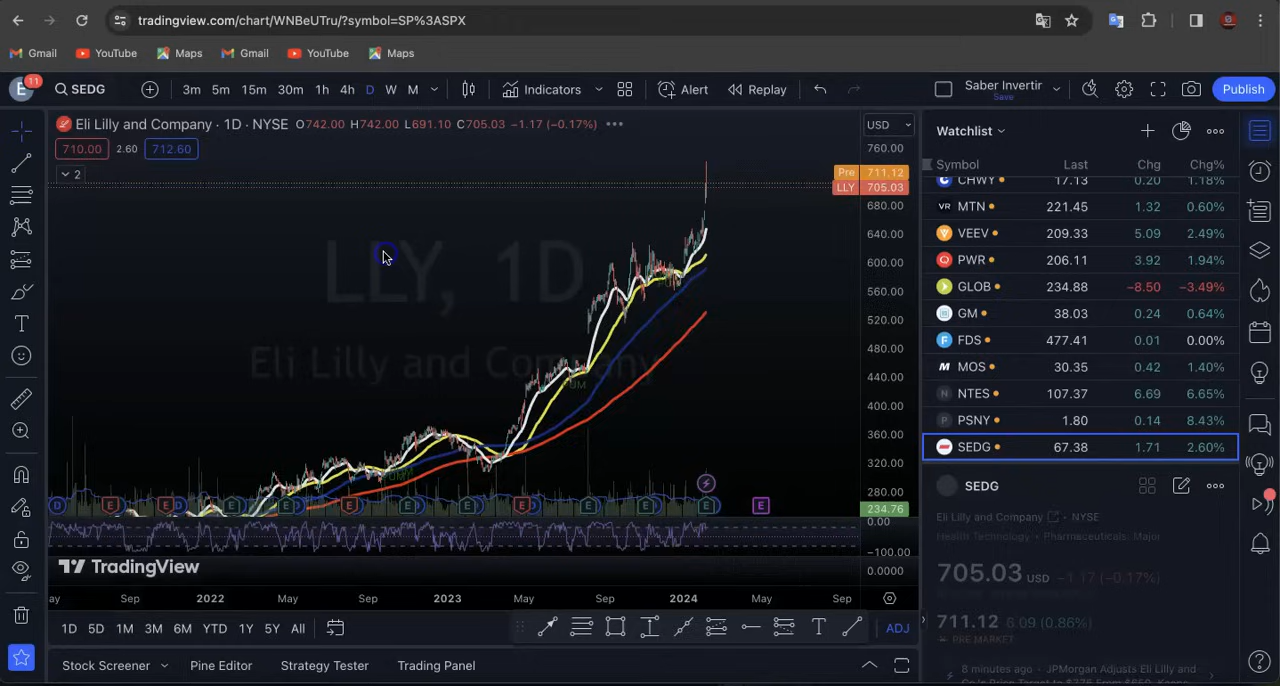 tradingview.com/chart/WNBeUTru/?symbol=SP%3ASPX
Gmail YouTube Maps Gmail YouTube Maps
E 11 SEDG 3m 5m 15m 30m 1h 4h D W M Indicators Alert Replay Saber Invertir Save Publish
Eli Lilly and Company · 1D · NYSE O742.00 H742.00 L691.10 C705.03 −1.17 (−0.17%)
710.00 2.60 712.60
2
USD
760.00
Pre 711.12
LLY 705.03
680.00
640.00
600.00
560.00
520.00
480.00
440.00
400.00
360.00
320.00
280.00
234.76
0.00
−100.00
0.0000
LLY, 1D
Eli Lilly and Company
TradingView
Sep 2022 May Sep 2023 May Sep 2024 May Sep
1D 5D 1M 3M 6M YTD 1Y 5Y All ADJ
Stock Screener Pine Editor Strategy Tester Trading Panel
Watchlist
Symbol Last Chg Chg%
CHWY 17.13 0.20 1.18%
MTN 221.45 1.32 0.60%
VEEV 209.33 5.09 2.49%
PWR 206.11 3.92 1.94%
GLOB 234.88 −8.50 −3.49%
GM 38.03 0.24 0.64%
FDS 477.41 0.01 0.00%
MOS 30.35 0.42 1.40%
NTES 107.37 6.69 6.65%
PSNY 1.80 0.14 8.43%
SEDG 67.38 1.71 2.60%
SEDG
Eli Lilly and Company · NYSE
Health Technology · Pharmaceuticals: Major
705.03 USD −1.17 (−0.17%)
711.12 6.09 (0.86%)
PRE MARKET
8 minutes ago · JPMorgan Adjusts Eli Lilly and
Co.'s Price Target to $775 From $650, Keeps